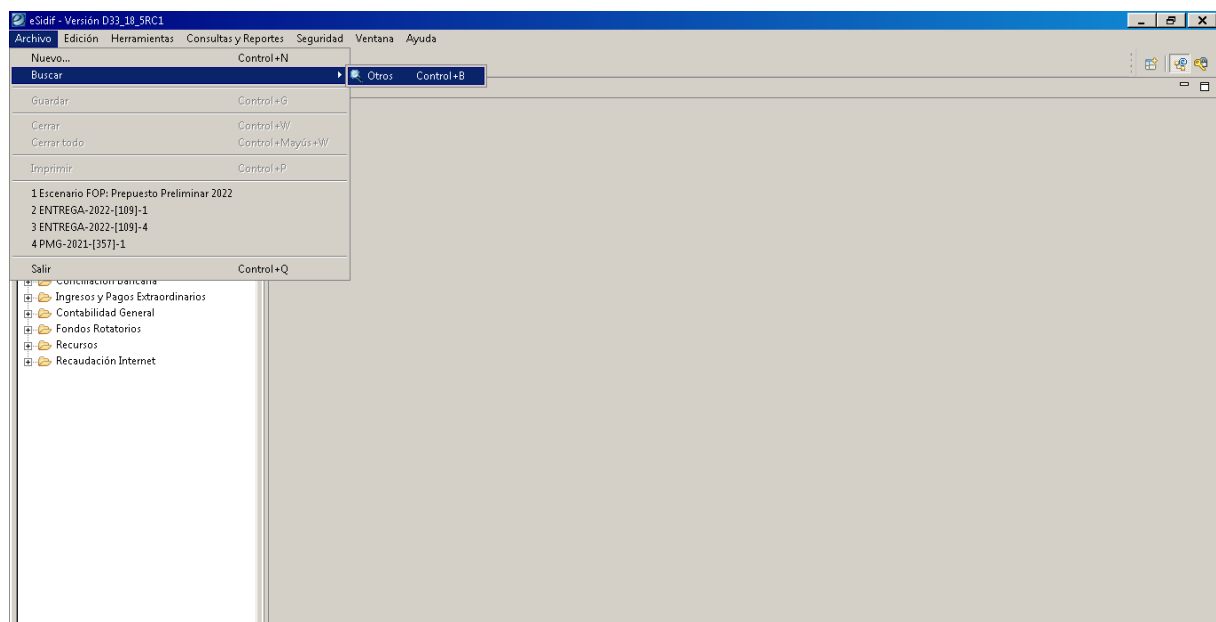 eSidif - Versión D33_18_5RC1
Archivo Edición Herramientas Consultas y Reportes Seguridad Ventana Ayuda
Nuevo... Control+N
Buscar Otros Control+B
Guardar Control+G
Cerrar Control+W
Cerrar todo Control+Mayús+W
Imprimir Control+P
1 Escenario FOP: Prepuesto Preliminar 2022
2 ENTREGA-2022-[109]-1
3 ENTREGA-2022-[109]-4
4 PMG-2021-[357]-1
Salir Control+Q
Conciliación Bancaria
Ingresos y Pagos Extraordinarios
Contabilidad General
Fondos Rotatorios
Recursos
Recaudación Internet